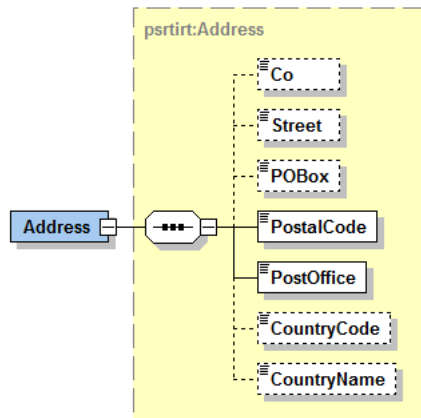 psrtirt:Address
Co
Street
POBox
Address
PostalCode
PostOffice
CountryCode
CountryName